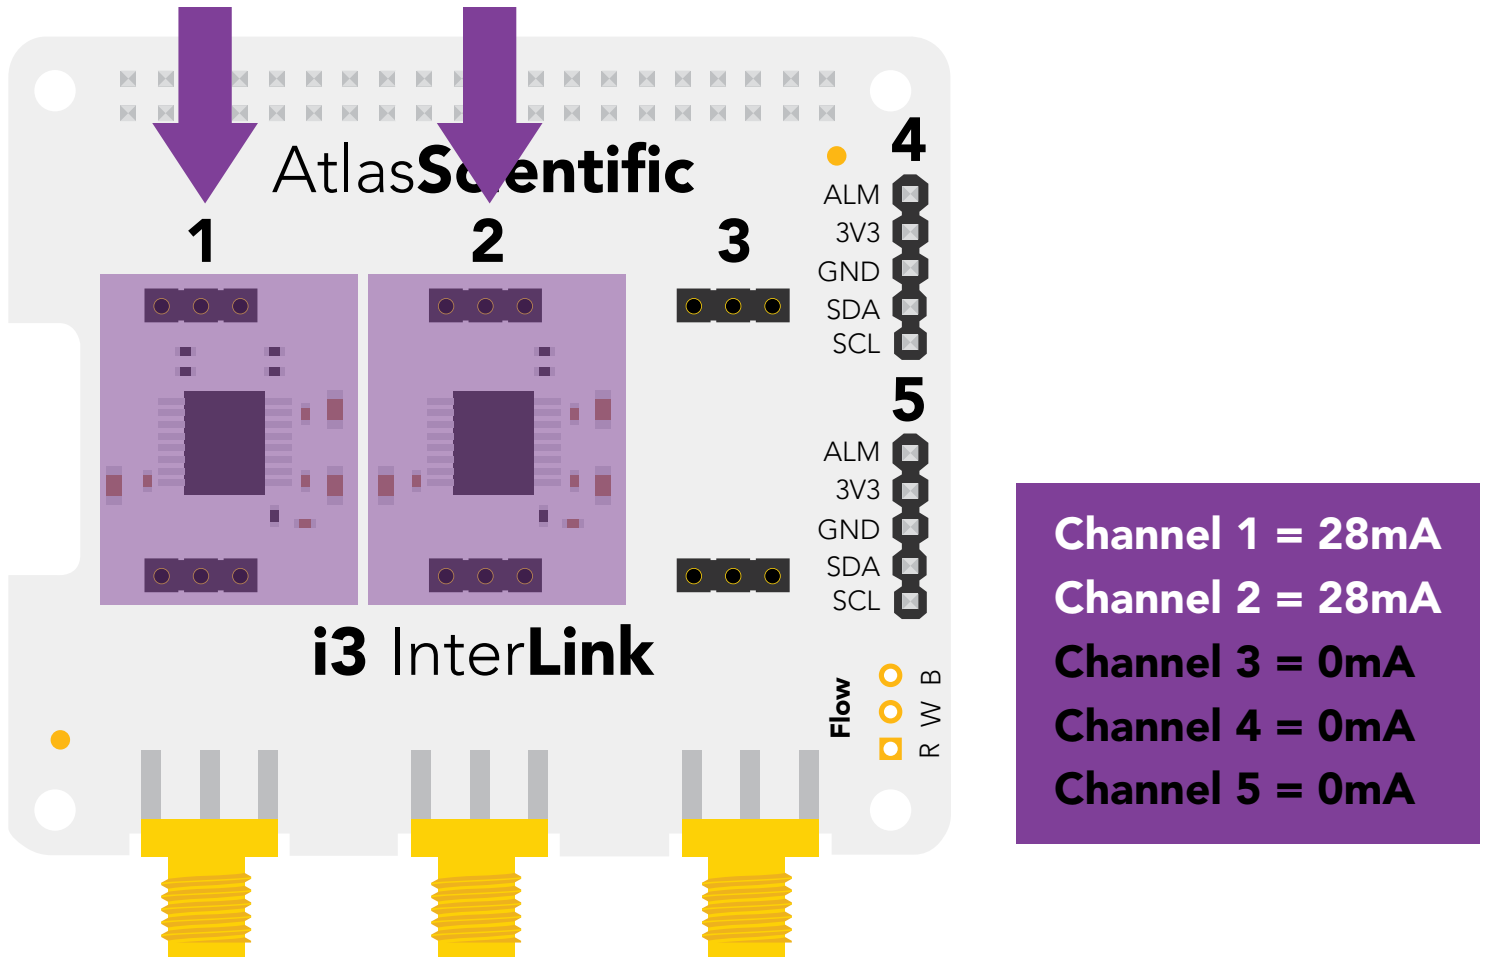 AtlasScientific
1 2 3
4
ALM
3V3
GND
SDA
SCL
5
ALM
3V3
GND
SDA
SCL
i3 InterLink
Flow
R W B
Channel 1 = 28mA
Channel 2 = 28mA
Channel 3 = 0mA
Channel 4 = 0mA
Channel 5 = 0mA